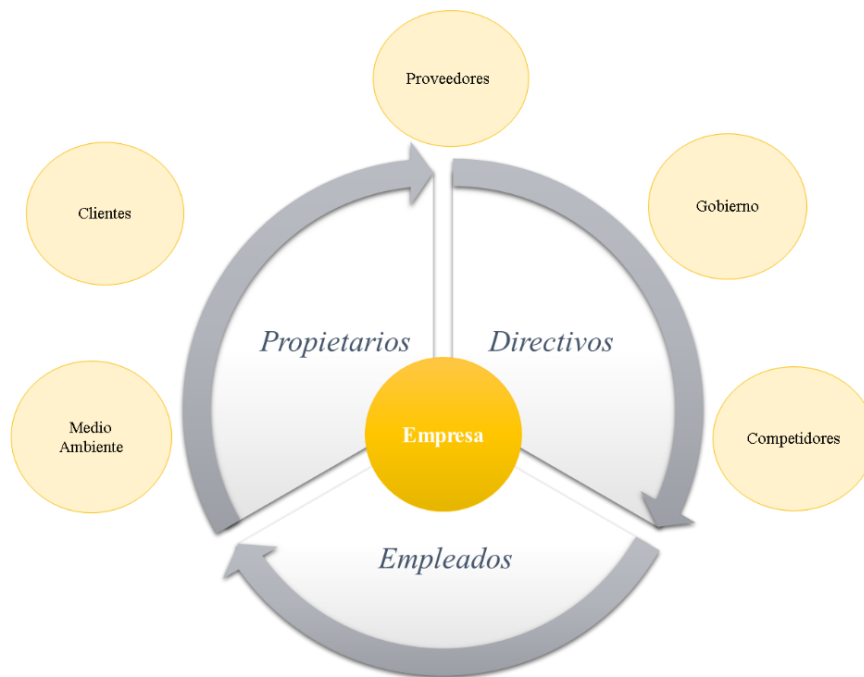 Proveedores
Clientes
Gobierno
Propietarios
Directivos
Medio
Ambiente
Empresa
Competidores
Empleados